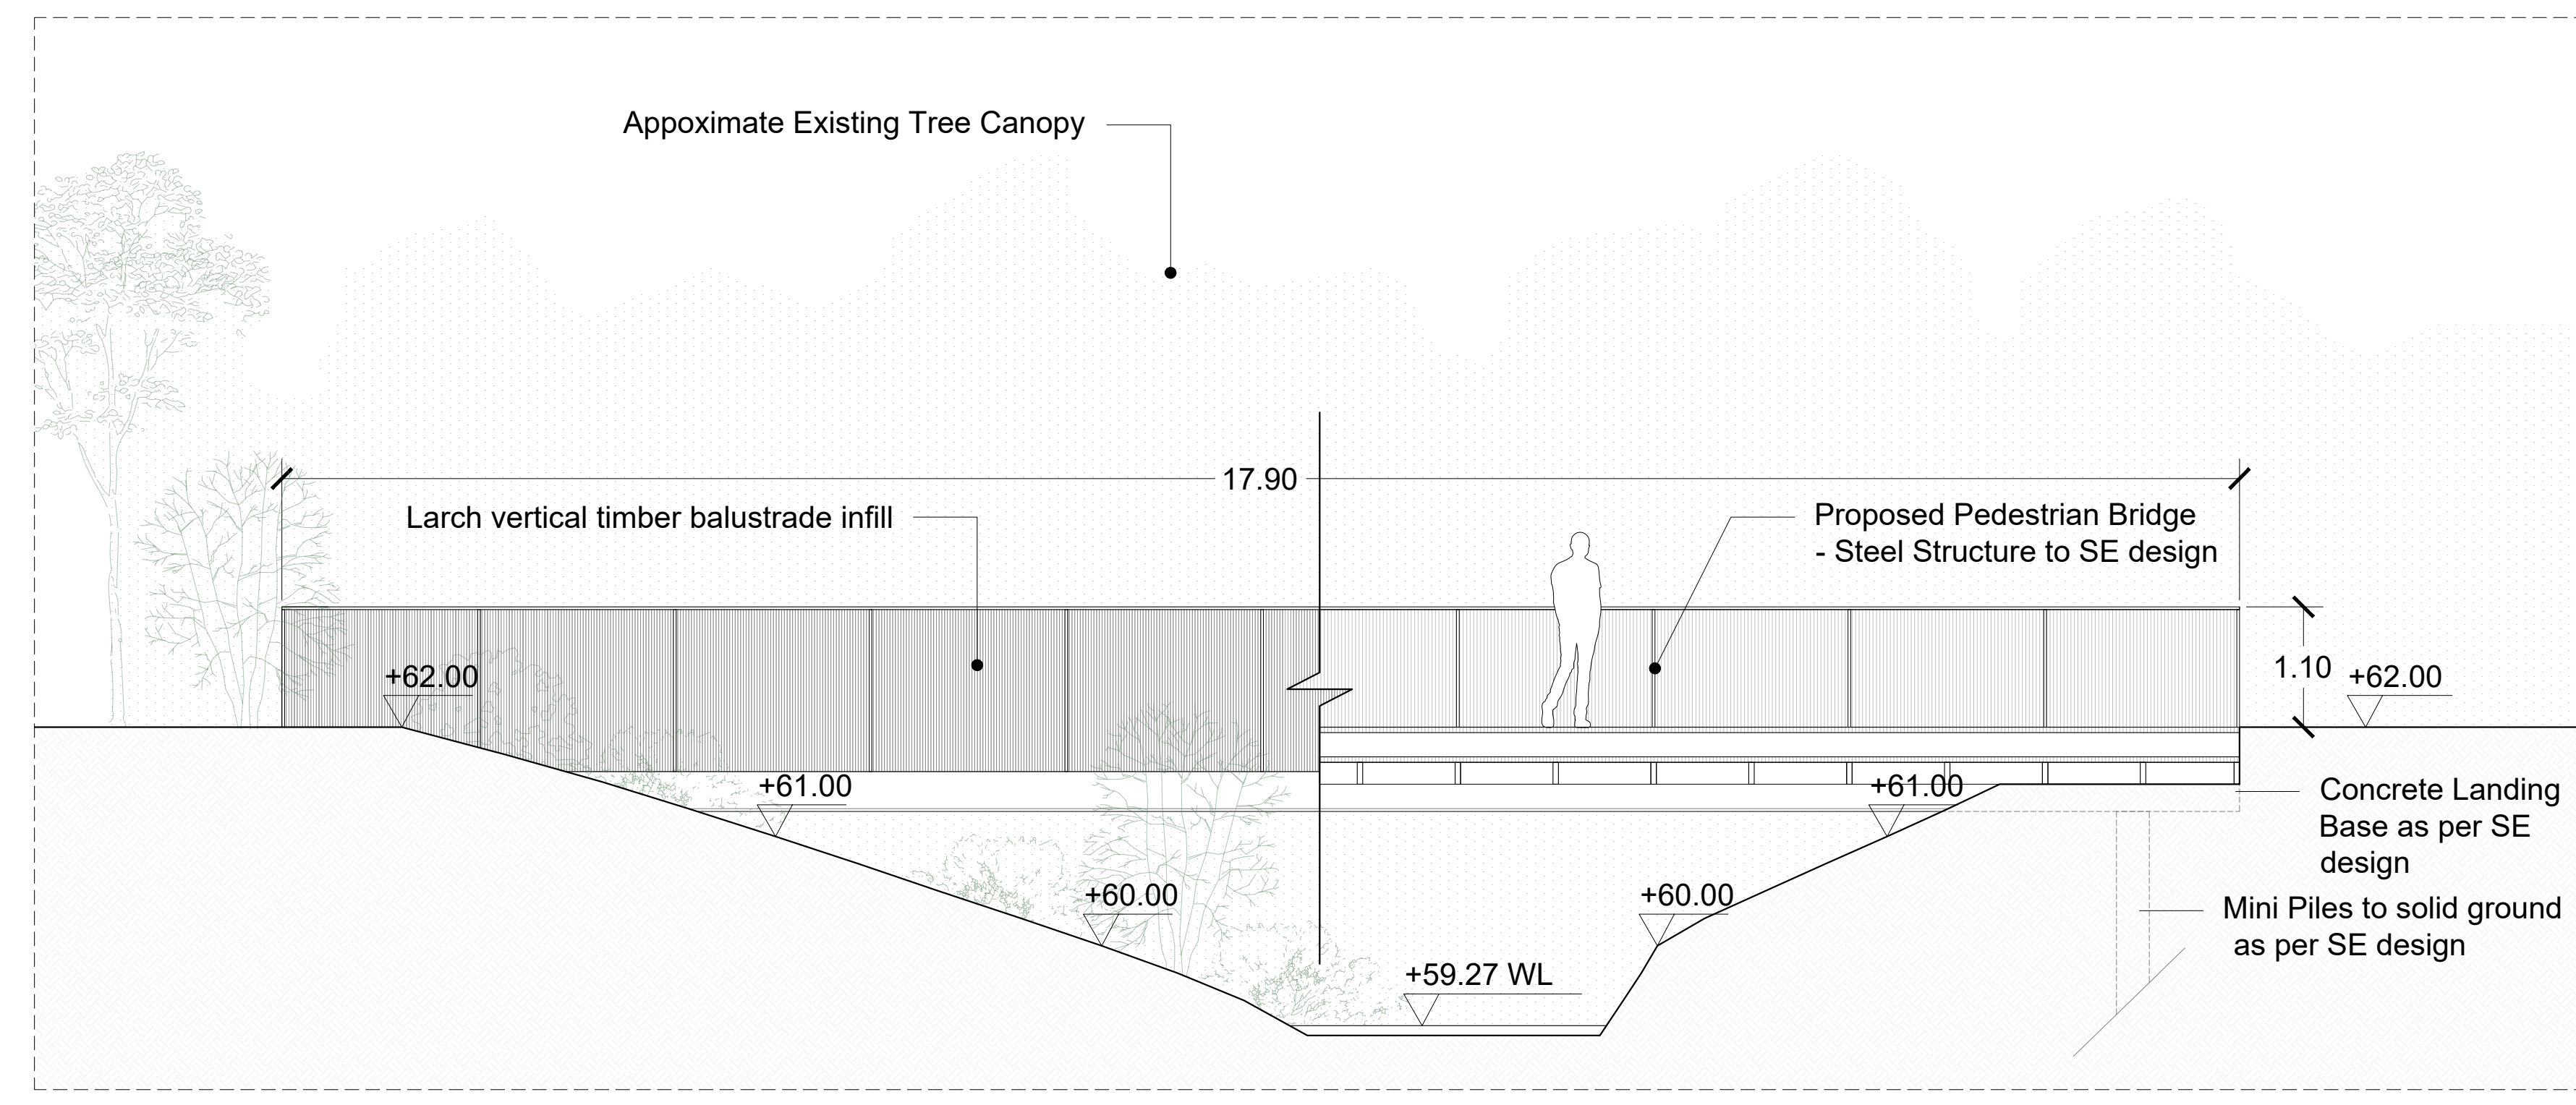 Appoximate Existing Tree Canopy
17.90
Larch vertical timber balustrade infill
Proposed Pedestrian Bridge
- Steel Structure to SE design
+62.00
1.10
+62.00
+61.00
+61.00
Concrete Landing
Base as per SE
design
+60.00
+60.00
Mini Piles to solid ground
as per SE design
+59.27 WL